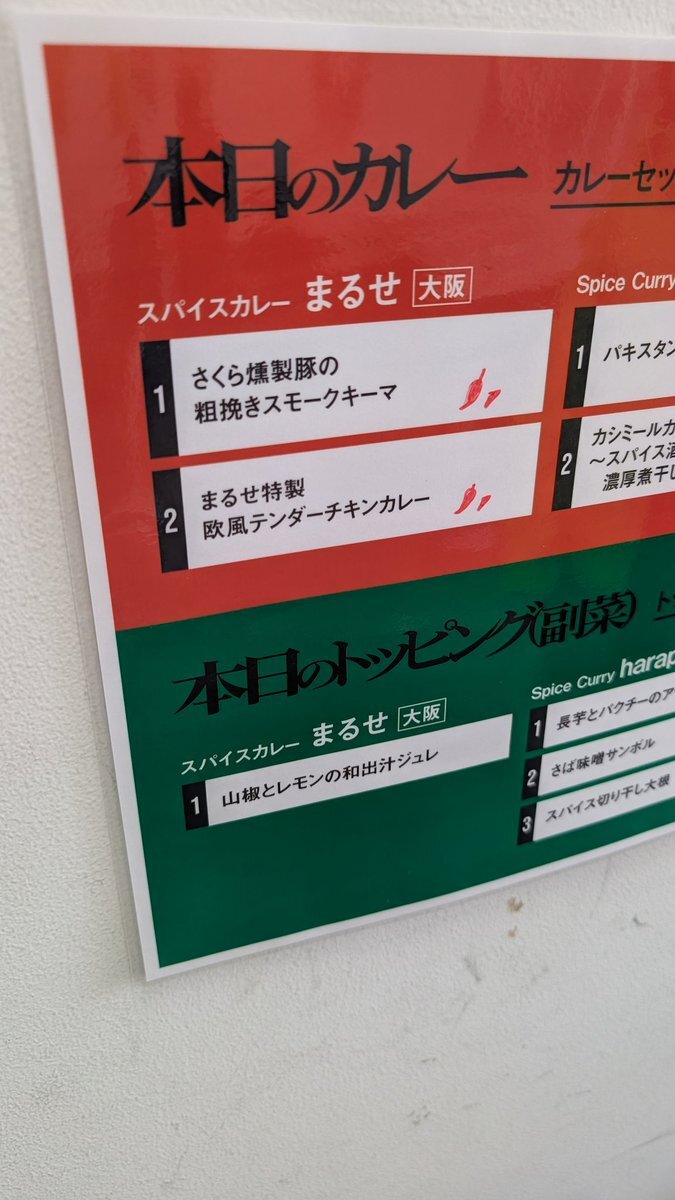 本日のカレー
カレーセッ
スパイスカレー まるせ 大阪
1 さくら燻製豚の
粗挽きスモークキーマ
2 まるせ特製
欧風テンダーチキンカレー
Spice Curry
1 パキスタン
2 カシミールカ
～スパイス酒
濃厚煮干し
本日のトッピング(副菜)
スパイスカレー まるせ 大阪
1 山椒とレモンの和出汁ジュレ
Spice Curry harap
1 長芋とパクチーのア
2 さば味噌サンボル
3 スパイス切り干し大根